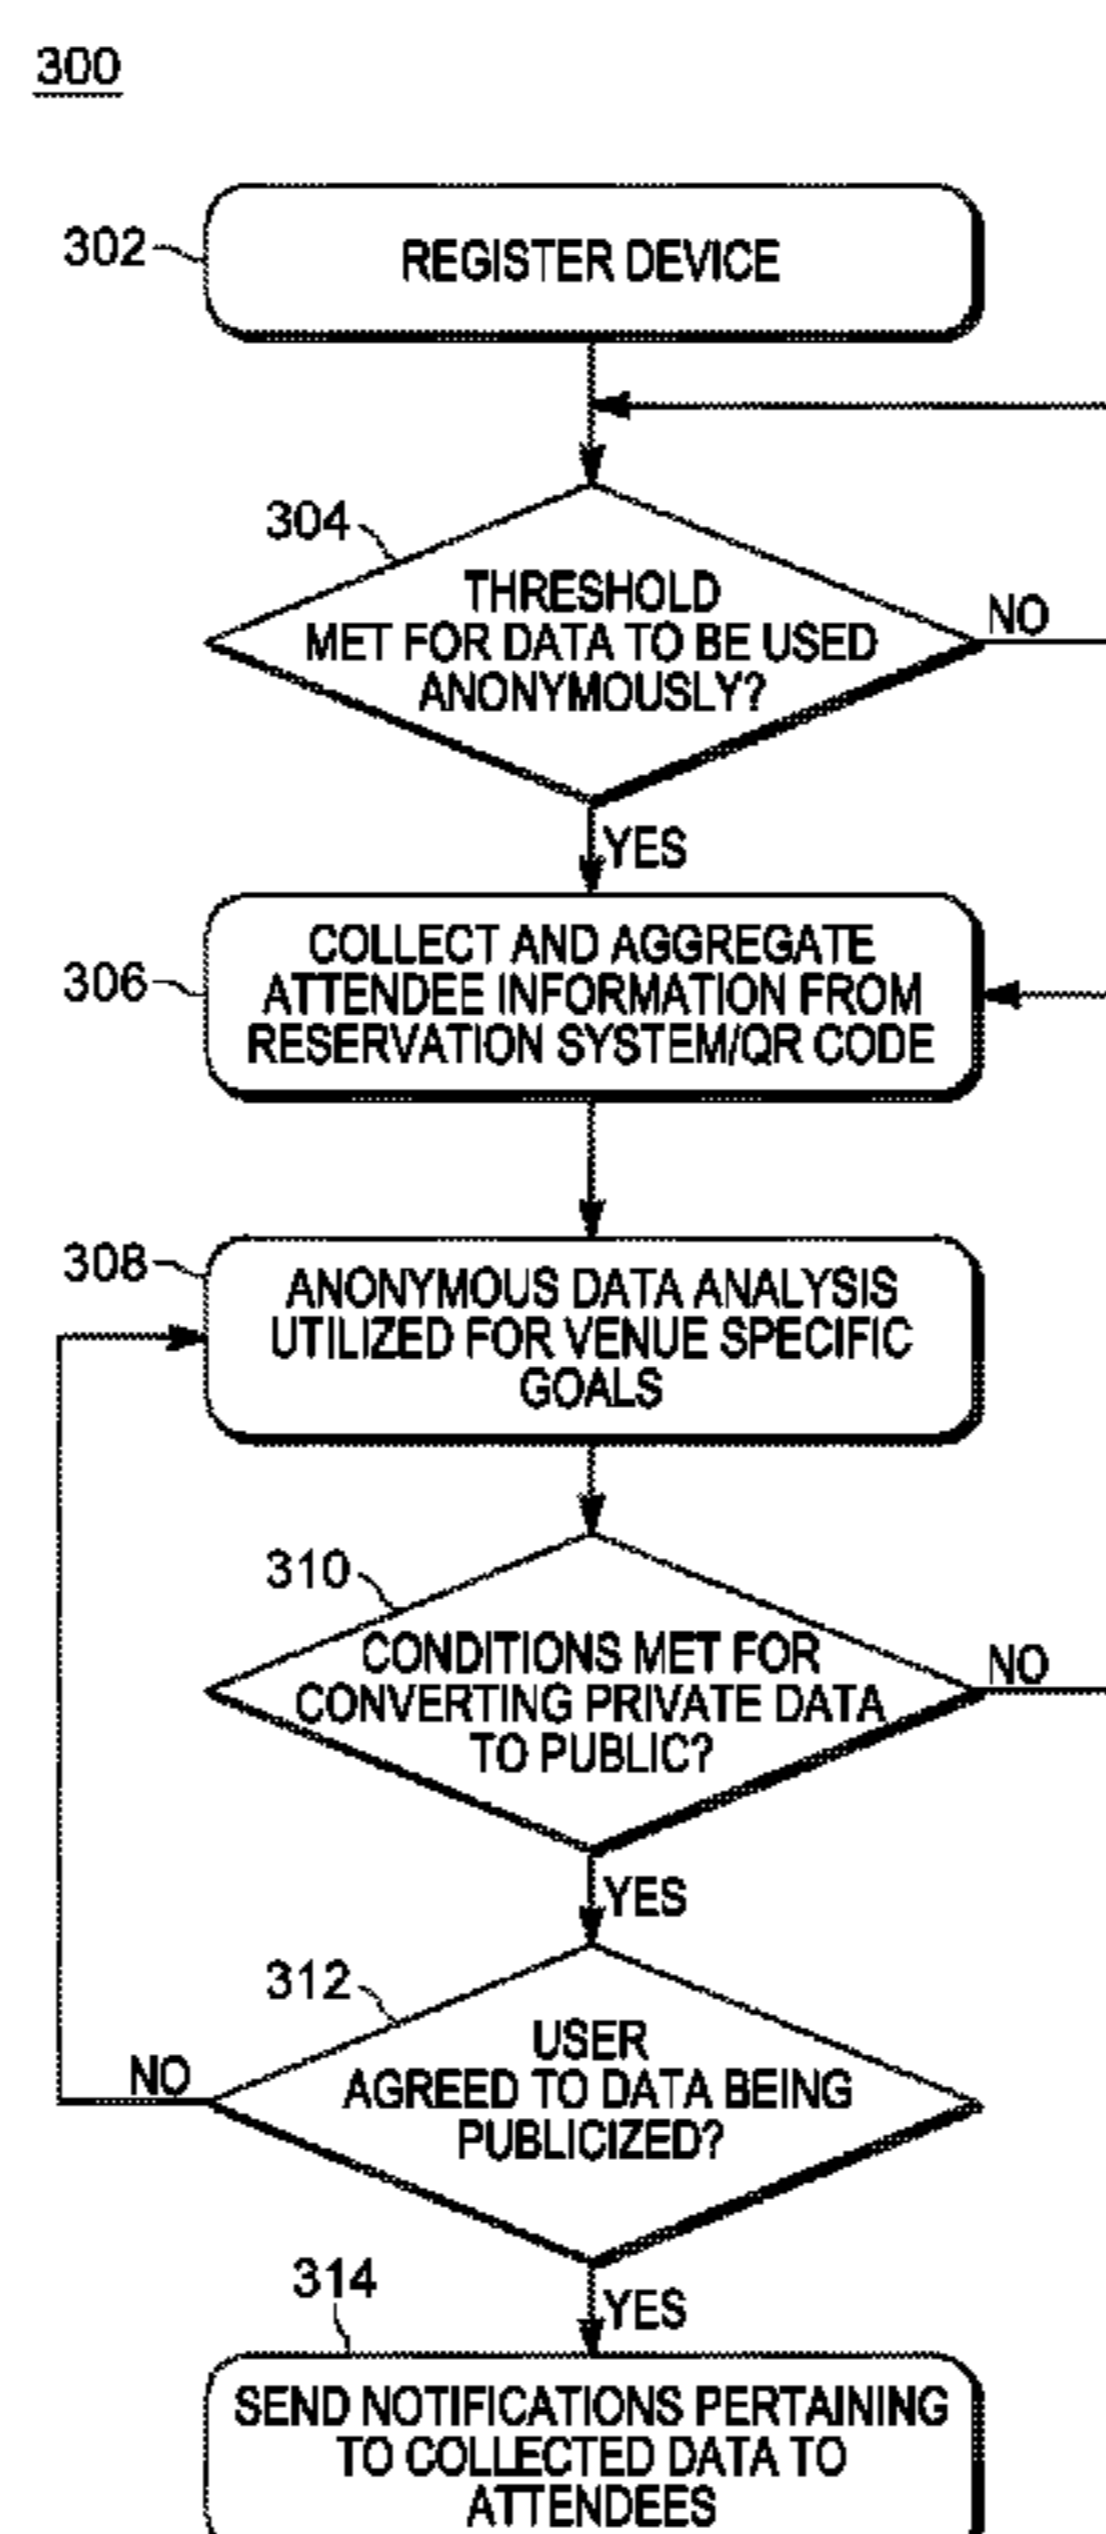 300
302
REGISTER DEVICE
304
THRESHOLD
MET FOR DATA TO BE USED
ANONYMOUSLY?
NO
YES
306
COLLECT AND AGGREGATE
ATTENDEE INFORMATION FROM
RESERVATION SYSTEM/QR CODE
308
ANONYMOUS DATA ANALYSIS
UTILIZED FOR VENUE SPECIFIC
GOALS
310
CONDITIONS MET FOR
CONVERTING PRIVATE DATA
TO PUBLIC?
NO
YES
312
USER
AGREED TO DATA BEING
PUBLICIZED?
NO
YES
314
SEND NOTIFICATIONS PERTAINING
TO COLLECTED DATA TO
ATTENDEES